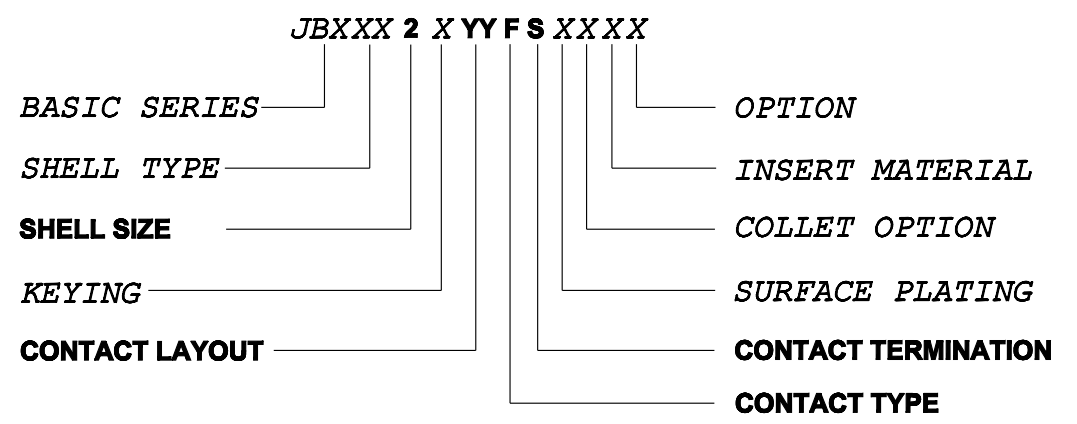 JBXXX 2 X YY F S X X X X
BASIC SERIES
OPTION
SHELL TYPE
INSERT MATERIAL
SHELL SIZE
COLLET OPTION
KEYING
SURFACE PLATING
CONTACT LAYOUT
CONTACT TERMINATION
CONTACT TYPE